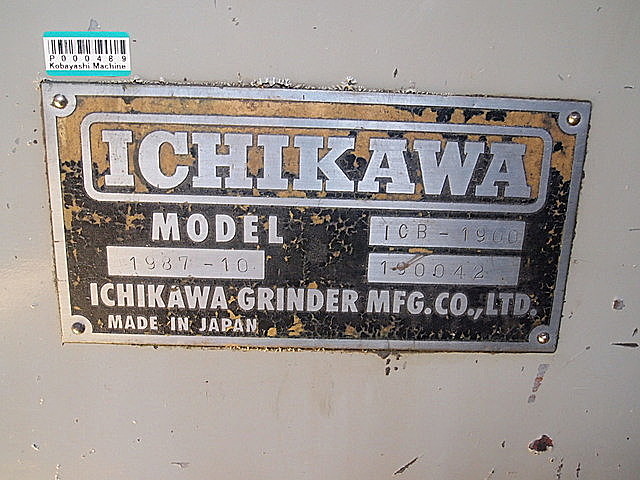 P000489
Kobayashi Machine
ICHIKAWA
MODEL ICB-1900
1987-10. 190042
ICHIKAWA GRINDER MFG.CO.,LTD.
MADE IN JAPAN